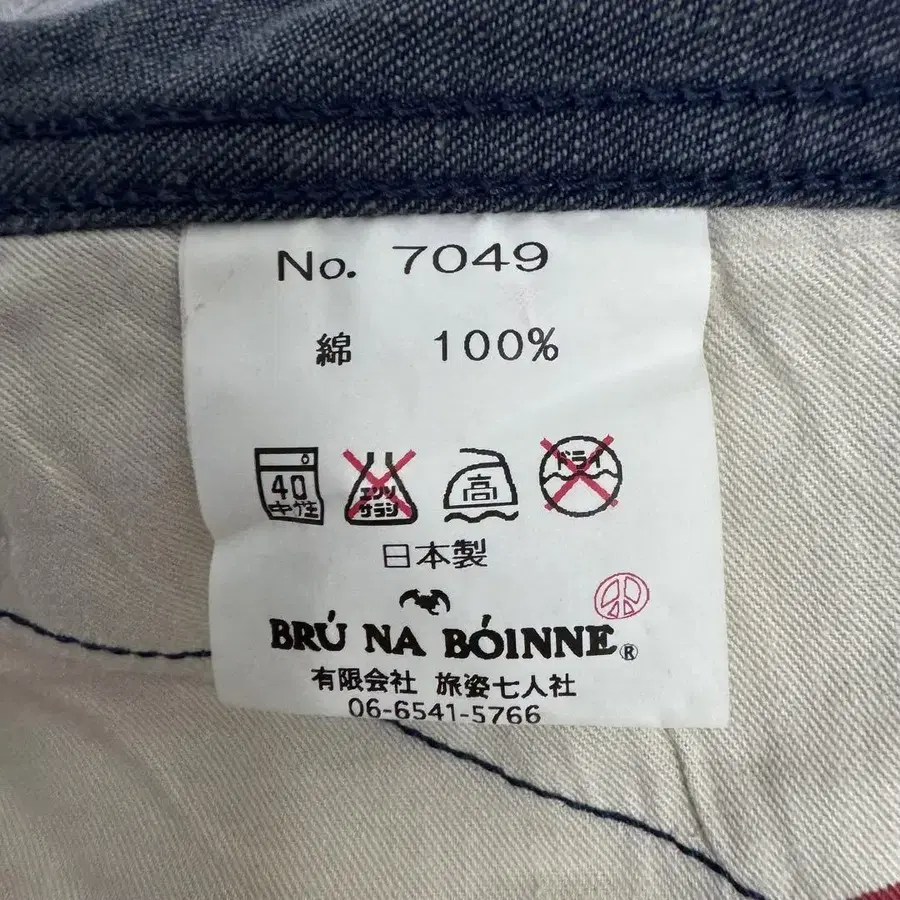 No. 7049
綿 100%
40 中性
エンソ サラシ
高
ドライ
日本製
BRÚ NA BÓINNE®
有限会社 旅姿七人社
06-6541-5766